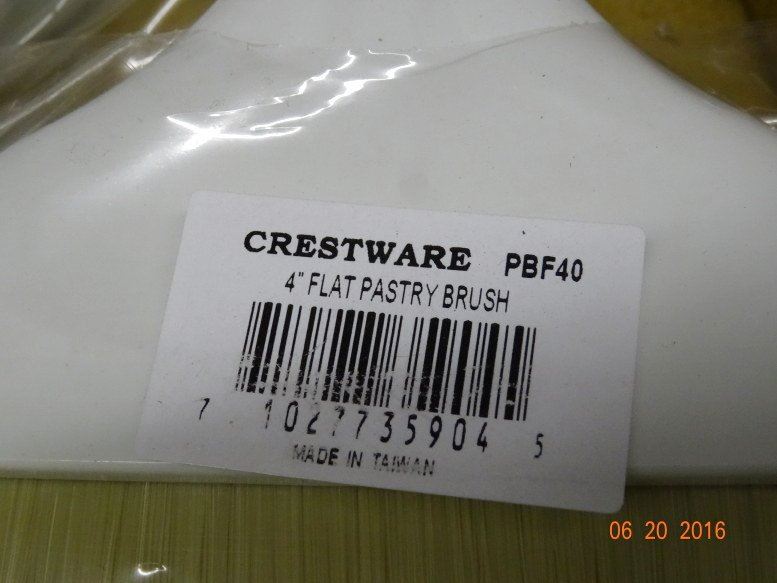 CRESTWARE PBF40
4" FLAT PASTRY BRUSH
7 1027735904 5
MADE IN TAIWAN
06 20 2016